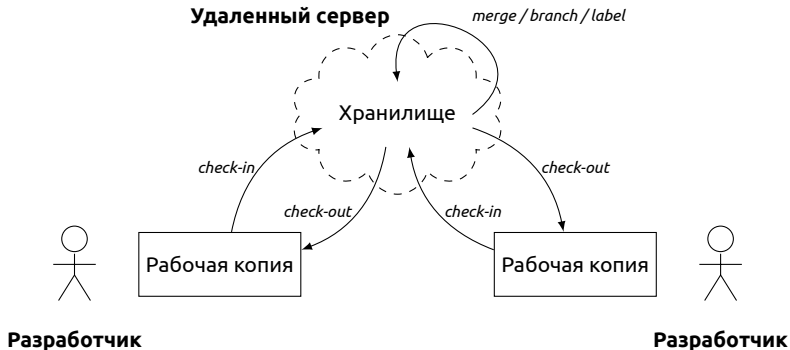 Удаленный сервер
merge / branch / label
Хранилище
check-in
check-out
check-out
check-in
Рабочая копия
Рабочая копия
Разработчик
Разработчик